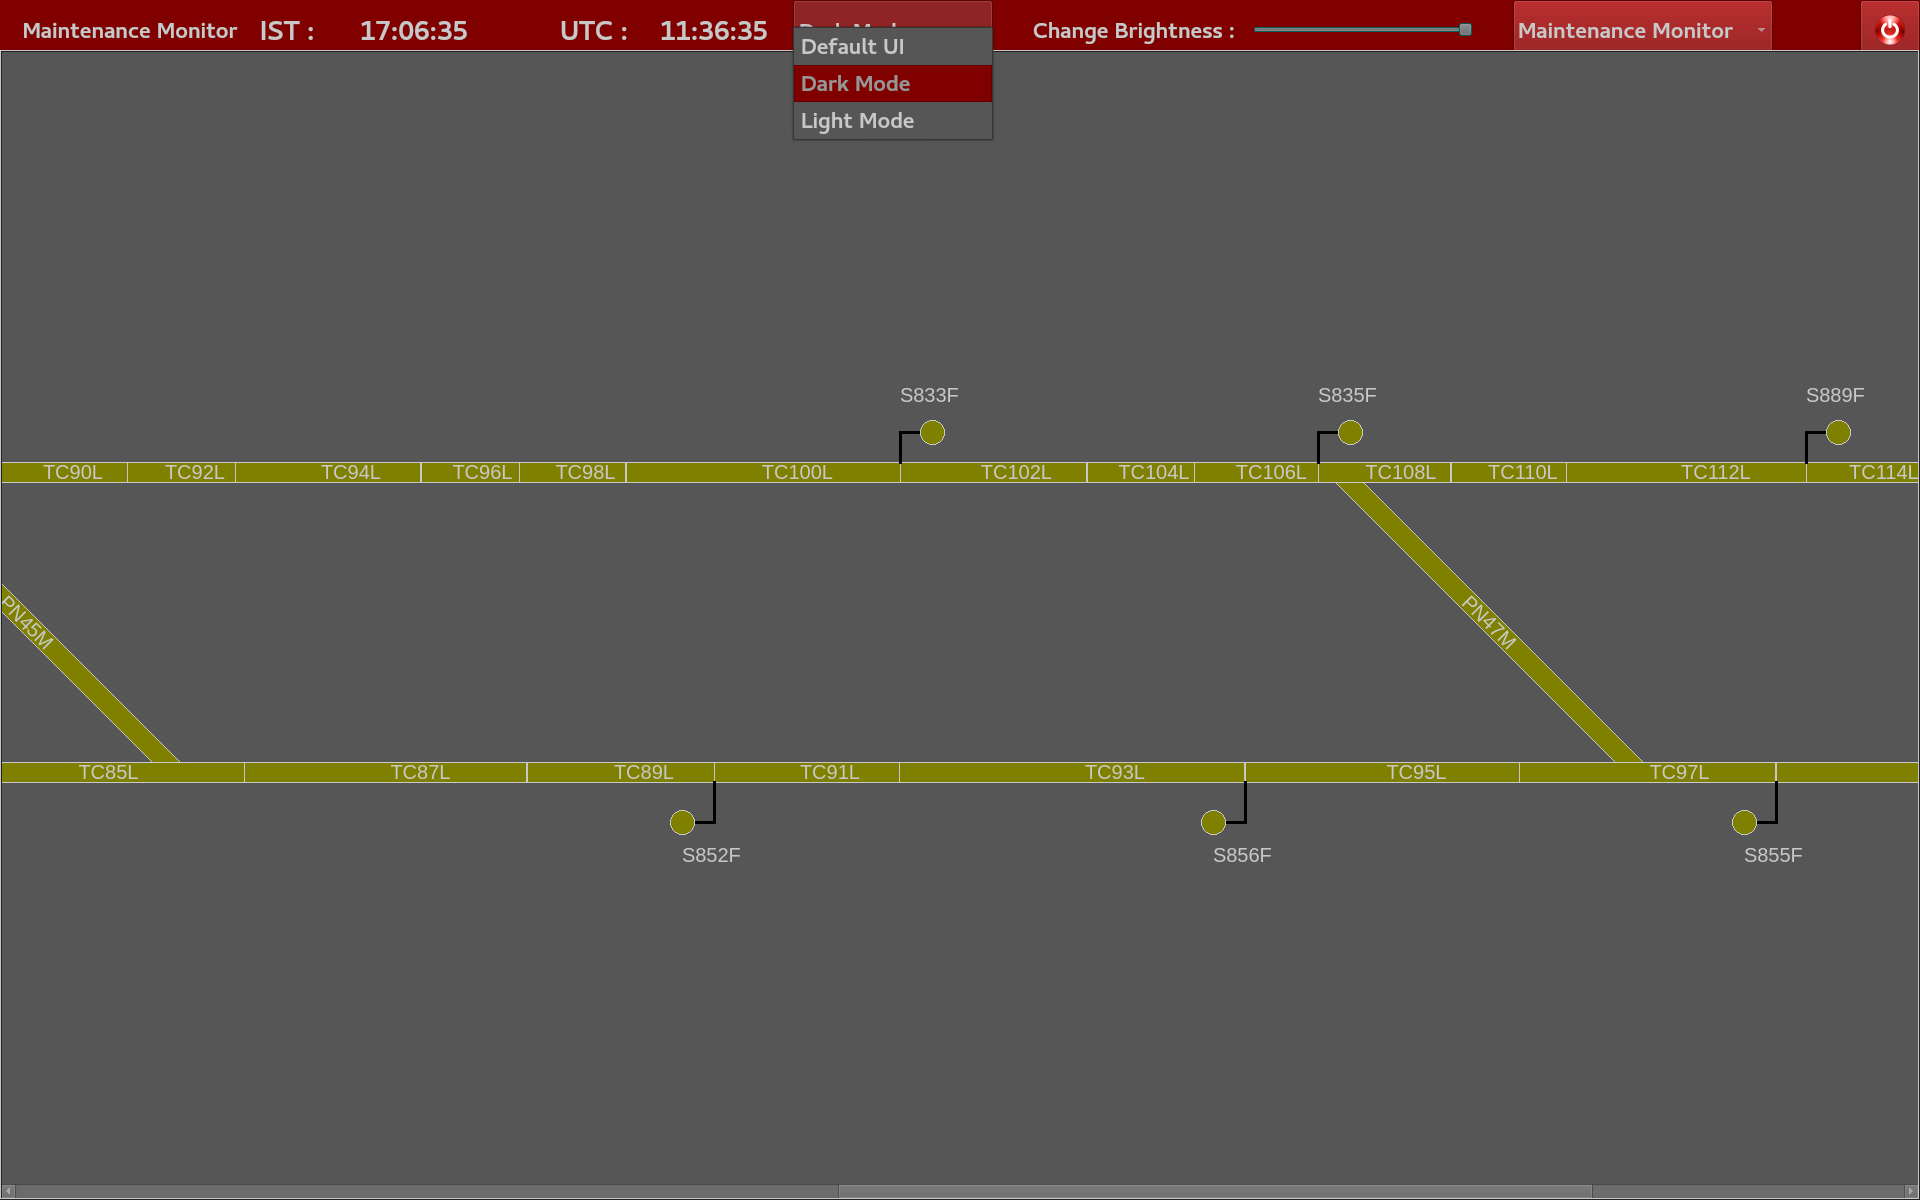 Maintenance Monitor IST : 17:06:35 UTC : 11:36:35 Change Brightness : Maintenance Monitor
Default UI
Dark Mode
Light Mode
S833F S835F S889F
TC90L TC92L TC94L TC96L TC98L TC100L TC102L TC104L TC106L TC108L TC110L TC112L TC114L
PN45M PN47M
TC85L TC87L TC89L TC91L TC93L TC95L TC97L
S852F S856F S855F